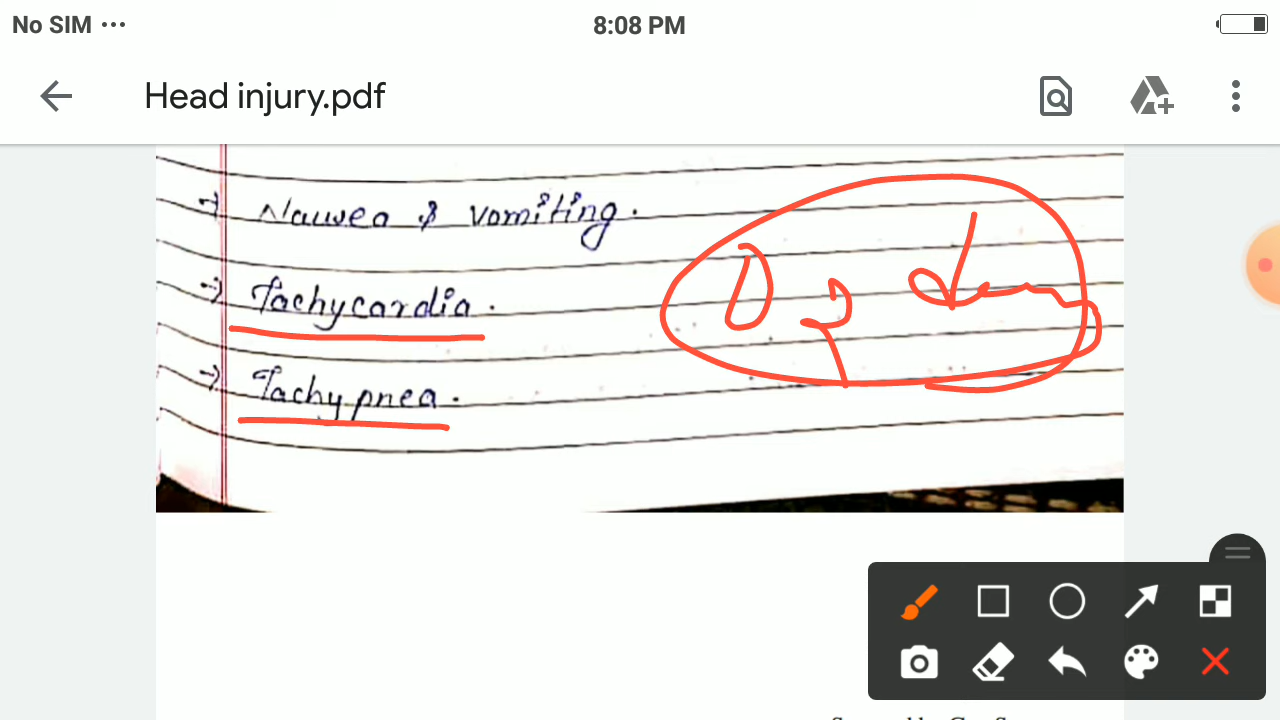 No SIM ••• 8:08 PM
Head injury.pdf
→ Nausea & vomiting.
→ Tachycardia.
→ Tachypnea.